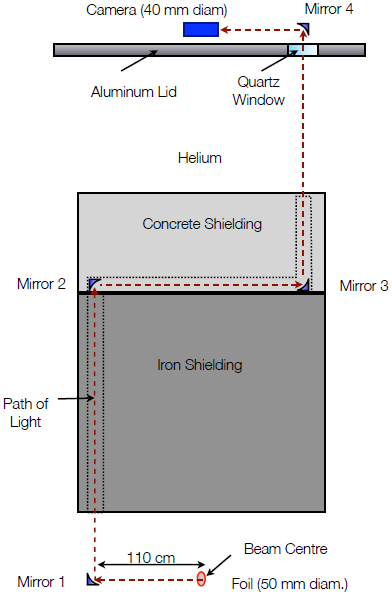 Camera (40 mm diam)
Mirror 4
Aluminum Lid
Quartz
Window
Helium
Concrete Shielding
Mirror 2
Mirror 3
Iron Shielding
Path of
Light
110 cm
Beam Centre
Mirror 1
Foil (50 mm diam.)